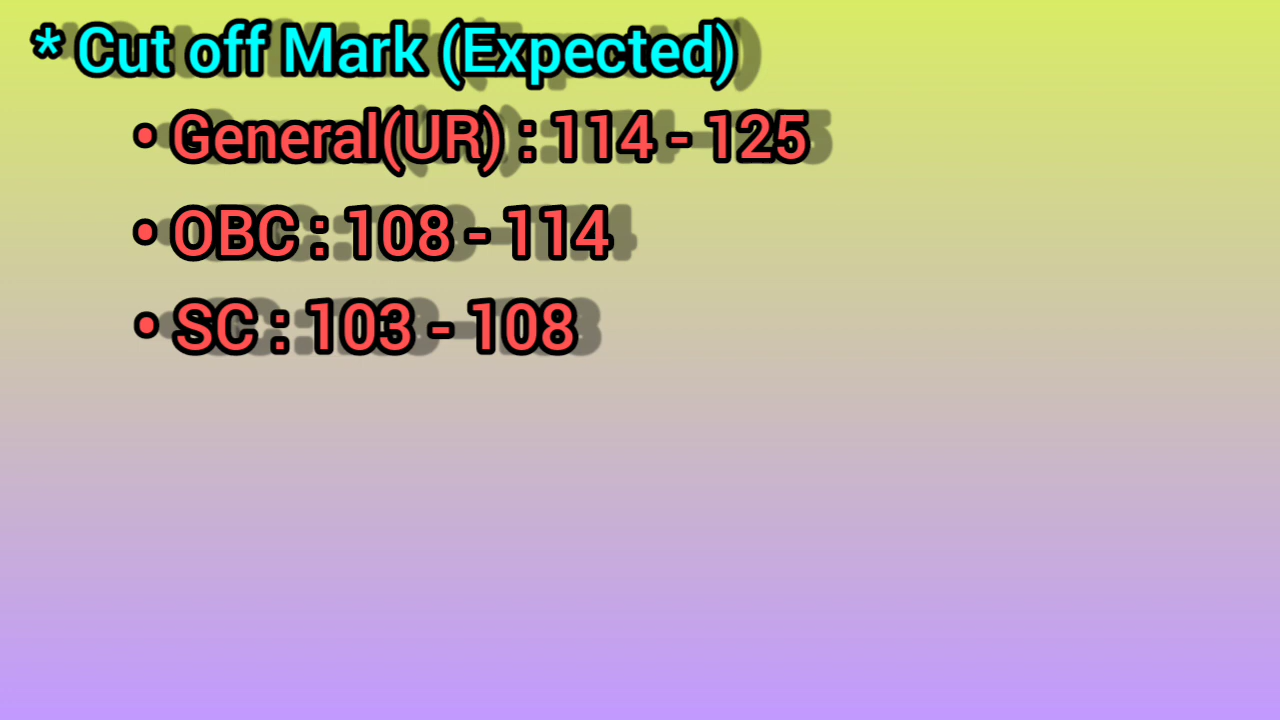 * Cut off Mark (Expected)
• General(UR) : 114 - 125
• OBC : 108 - 114
• SC : 103 - 108